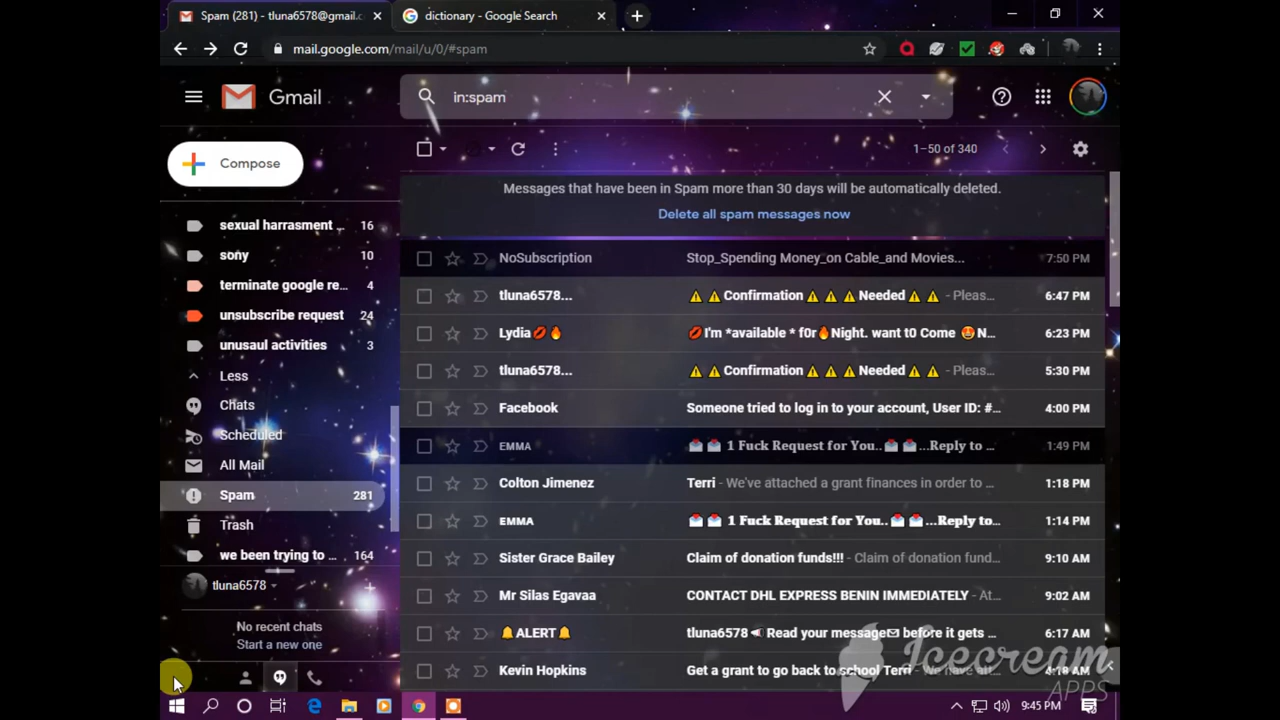 Spam (281) - tluna6578@gmail.c
dictionary - Google Search
mail.google.com/mail/u/0/#spam
Gmail
in:spam
Compose
1–50 of 340
Messages that have been in Spam more than 30 days will be automatically deleted.
Delete all spam messages now
sexual harrasment ... 16
sony 10
terminate google re... 4
unsubscribe request 24
unusaul activities 3
Less
Chats
Scheduled
All Mail
Spam 281
Trash
we been trying to ... 164
tluna6578
No recent chats
Start a new one
NoSubscription Stop_Spending Money_on Cable_and Movies... 7:50 PM
tluna6578... ⚠️ ⚠️ Confirmation ⚠️ ⚠️ ⚠️ Needed ⚠️ ⚠️ - Pleas... 6:47 PM
Lydia💋🔥 💋I'm *available * f0r🔥Night. want t0 Come 🤩N... 6:23 PM
tluna6578... ⚠️ ⚠️ Confirmation ⚠️ ⚠️ ⚠️ Needed ⚠️ ⚠️ - Pleas... 5:30 PM
Facebook Someone tried to log in to your account, User ID: #... 4:00 PM
EMMA 📩 📩 1 Fuck Request for You..📩 📩...Reply to ... 1:49 PM
Colton Jimenez Terri - We've attached a grant finances in order to ... 1:18 PM
EMMA 📩 📩 1 Fuck Request for You..📩 📩...Reply to... 1:14 PM
Sister Grace Bailey Claim of donation funds!!! - Claim of donation fund... 9:10 AM
Mr Silas Egavaa CONTACT DHL EXPRESS BENIN IMMEDIATELY - At... 9:02 AM
🔔ALERT🔔 tluna6578 📢 Read your message✉ before it gets ... 6:17 AM
Kevin Hopkins Get a grant to go back to school Terri - We have att... 4:18 AM
Icecream
APPS
9:45 PM